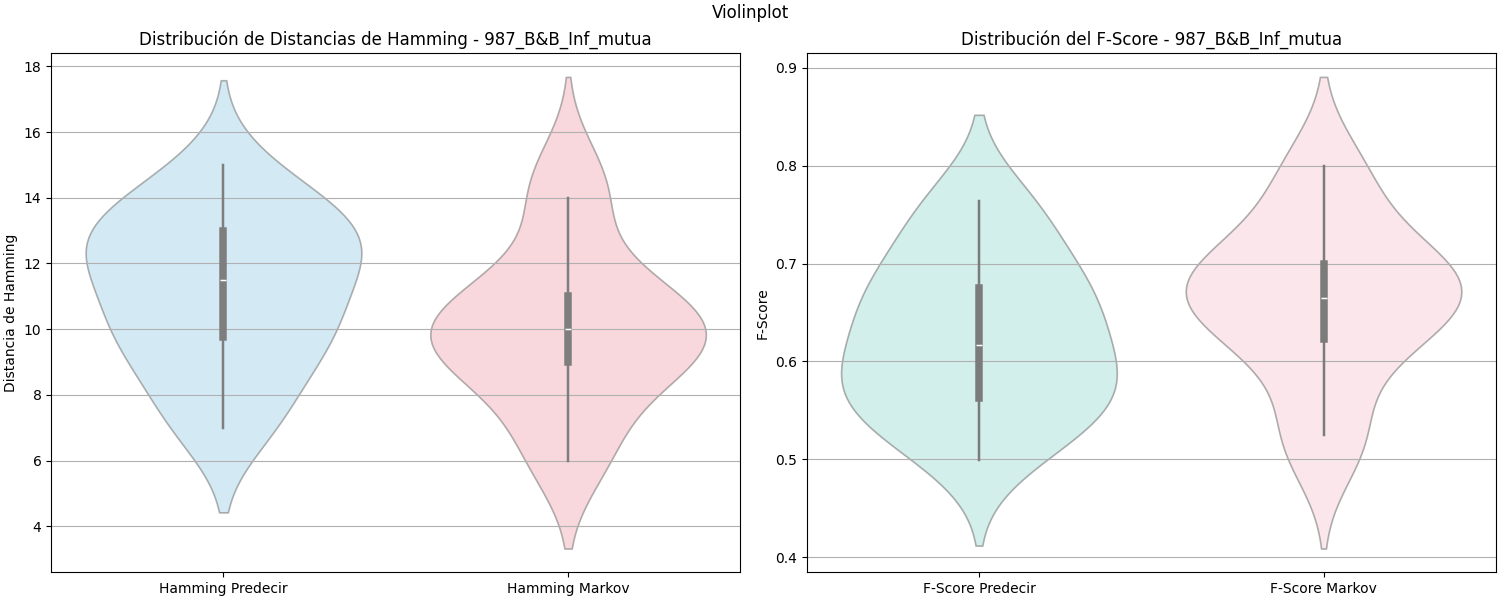 Violinplot
Distribución de Distancias de Hamming - 987_B&B_Inf_mutua
Distancia de Hamming
18
16
14
12
10
8
6
4
Hamming Predecir
Hamming Markov
Distribución del F-Score - 987_B&B_Inf_mutua
F-Score
0.9
0.8
0.7
0.6
0.5
0.4
F-Score Predecir
F-Score Markov